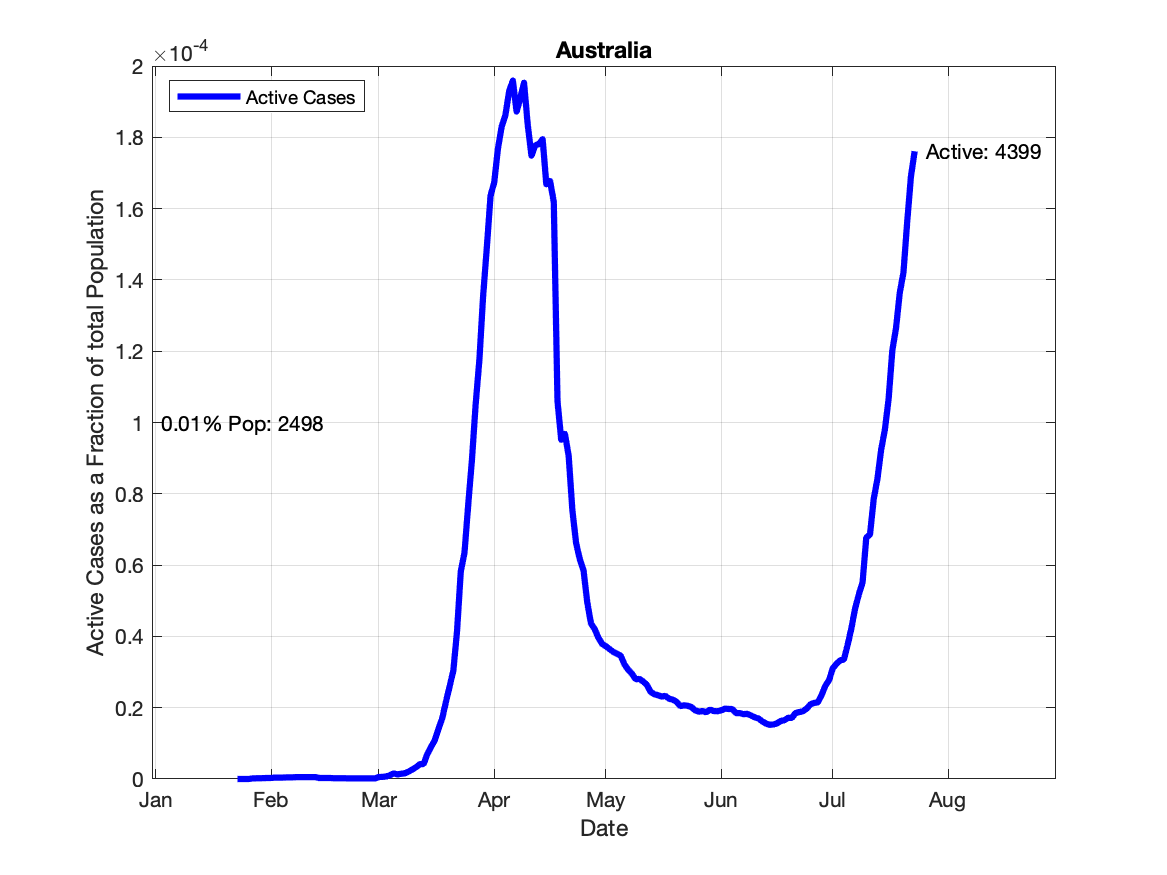 Australia
×10⁻⁴
2
1.8
1.6
1.4
1.2
1
0.8
0.6
0.4
0.2
0
Active Cases as a Fraction of total Population
Active Cases
Active: 4399
0.01% Pop: 2498
Jan Feb Mar Apr May Jun Jul Aug
Date